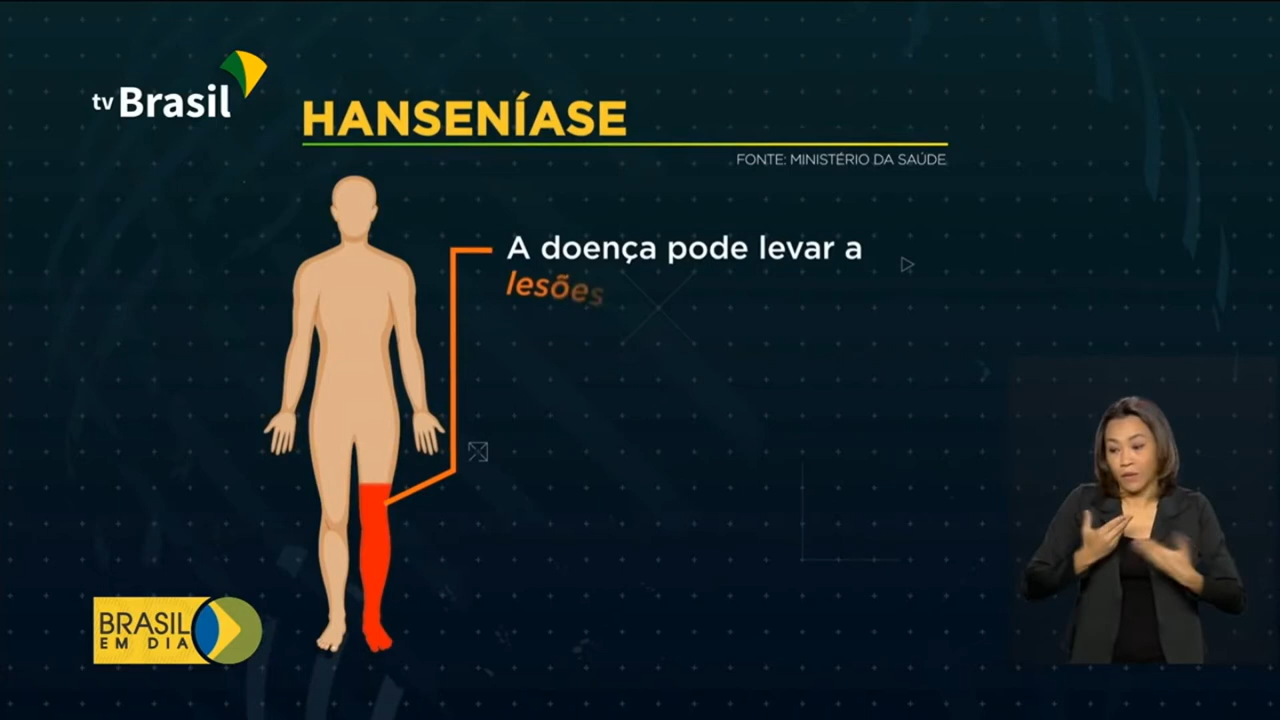 tv Brasil
HANSENÍASE
FONTE: MINISTÉRIO DA SAÚDE
A doença pode levar a
lesões
BRASIL
EM DIA